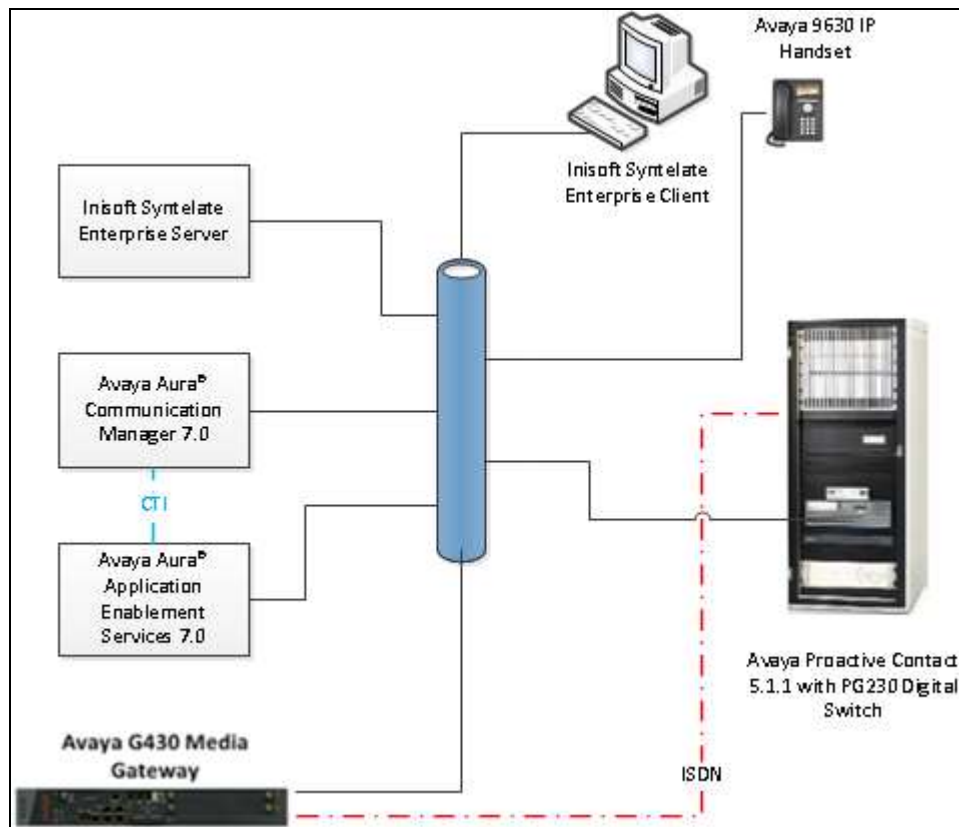 Avaya 9630 IP
Handset
Inisoft Syntelate
Enterprise Client
Inisoft Syntelate
Enterprise Server
Avaya Aura®
Communication
Manager 7.0
CTI
Avaya Aura®
Application
Enablement
Services 7.0
Avaya Proactive Contact
5.1.1 with PG230 Digital
Switch
Avaya G430 Media
Gateway
ISDN